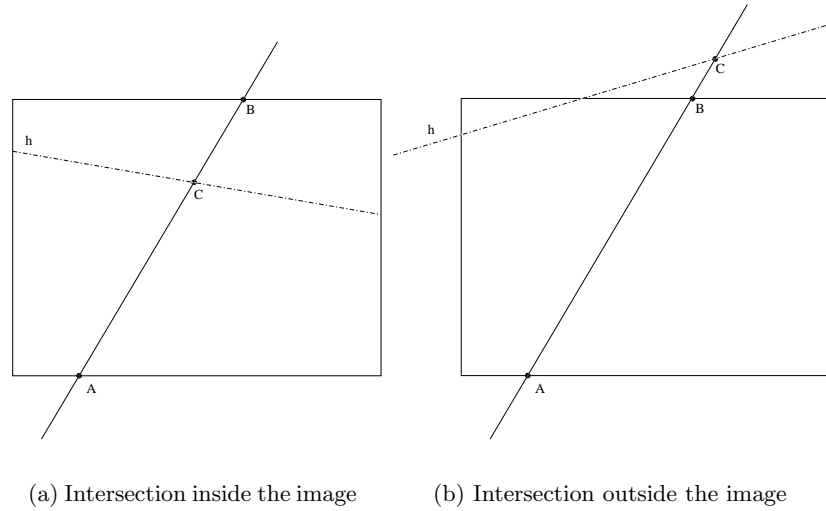 C
B
B
h
h
C
A
A
(a) Intersection inside the image
(b) Intersection outside the image